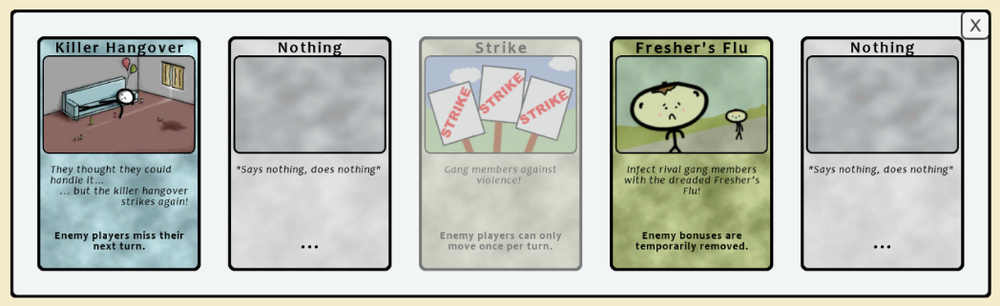 X
Killer Hangover
They thought they could
handle it...
... but the killer hangover
strikes again!
Enemy players miss their
next turn.
Nothing
"Says nothing, does nothing"
...
Strike
STRIKE
STRIKE
STRIKE
Gang members against
violence!
Enemy players can only
move once per turn.
Fresher's Flu
Infect rival gang members
with the dreaded Fresher's
Flu!
Enemy bonuses are
temporarily removed.
Nothing
"Says nothing, does nothing"
...